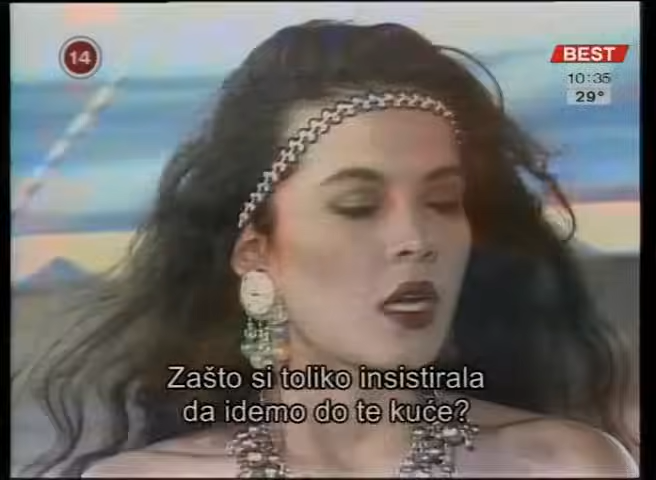 14
BEST
10:35
29°
Zašto si toliko insistirala
da idemo do te kuće?